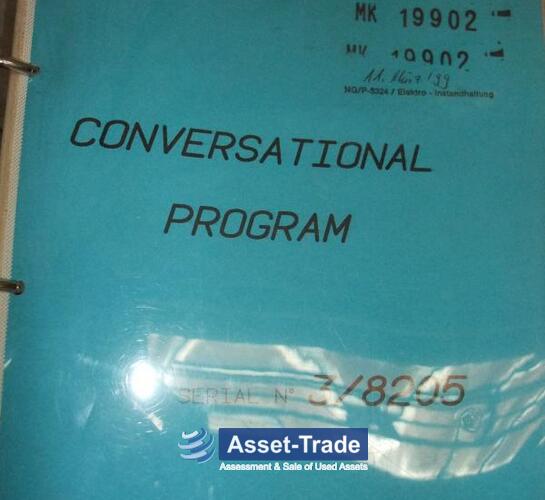 MK 19902
MK 19902
11. März '99
NG/P-5324 / Elektro - Instandhaltung
CONVERSATIONAL
PROGRAM
SERIAL N° 3/8205
Asset-Trade
Assessment & Sale of Used Assets